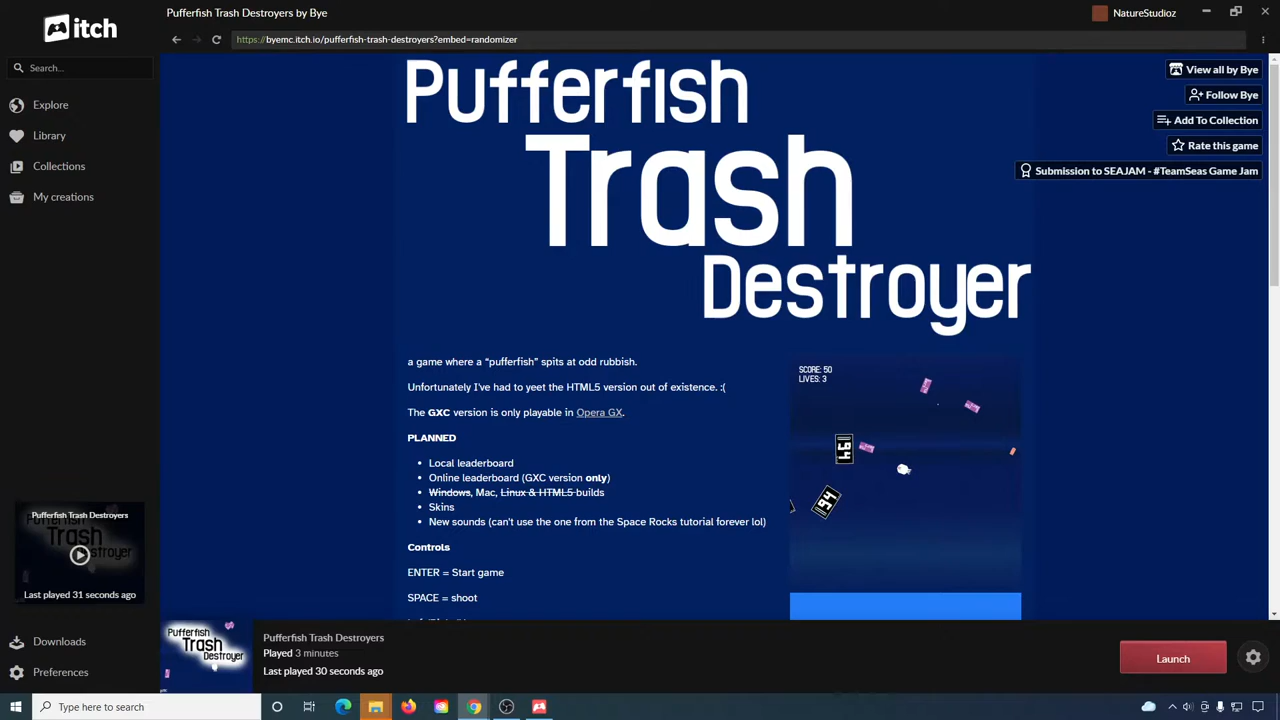 Pufferfish Trash Destroyers by Bye
NatureStudioz
itch
https://byemc.itch.io/pufferfish-trash-destroyers?embed=randomizer
Search...
Explore
Library
Collections
My creations
View all by Bye
Follow Bye
Add To Collection
Rate this game
Submission to SEAJAM - #TeamSeas Game Jam
Pufferfish
Trash
Destroyer
a game where a “pufferfish” spits at odd rubbish.
Unfortunately I've had to yeet the HTML5 version out of existence. :(
The GXC version is only playable in Opera GX.
PLANNED
Local leaderboard
Online leaderboard (GXC version only)
Windows, Mac, Linux & HTML5 builds
Skins
New sounds (can't use the one from the Space Rocks tutorial forever lol)
Controls
ENTER = Start game
SPACE = shoot
SCORE: 50
LIVES: 3
Pufferfish Trash Destroyers
Last played 31 seconds ago
Downloads
Preferences
Pufferfish
Trash
Destroyer
Pufferfish Trash Destroyers
Played 3 minutes
Last played 30 seconds ago
Launch
Type here to search